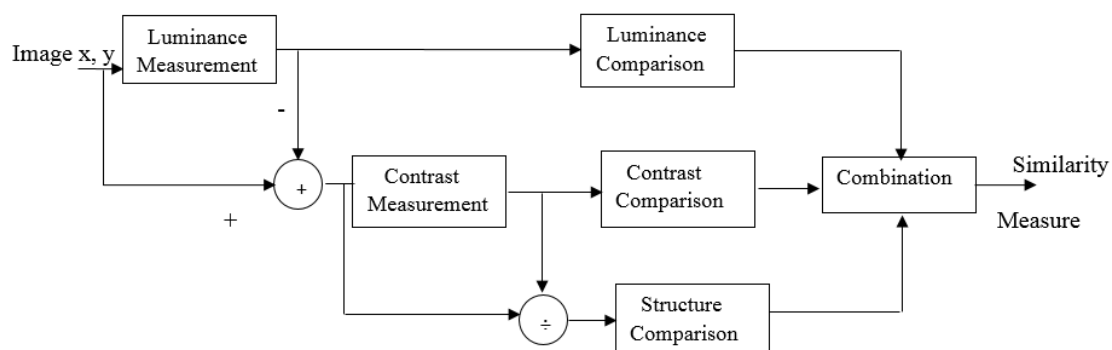 Image x, y
Luminance
Measurement
Luminance
Comparison
-
+
+
Contrast
Measurement
Contrast
Comparison
Combination
Similarity
Measure
÷
Structure
Comparison